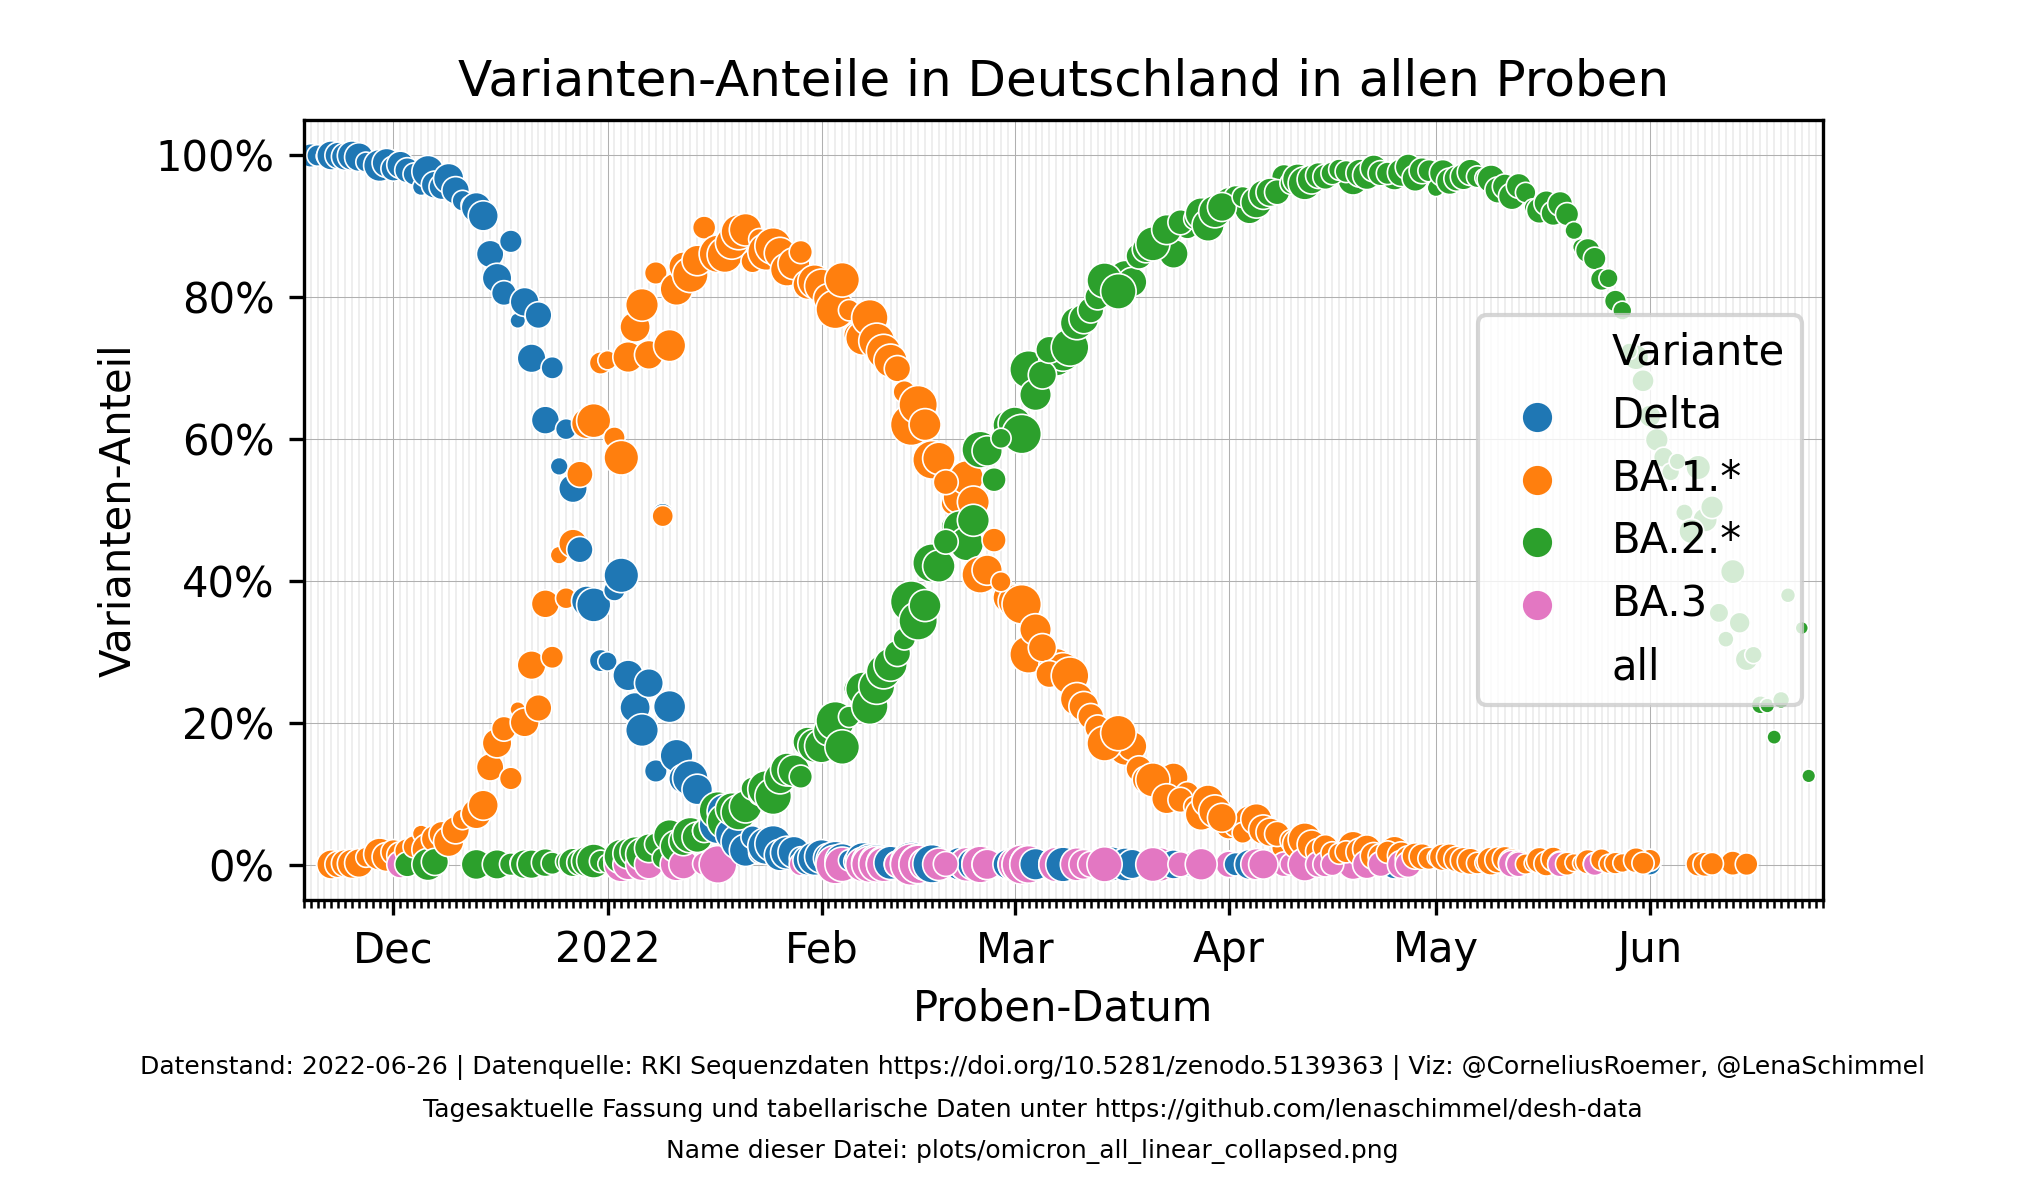 Varianten-Anteile in Deutschland in allen Proben
100%
80%
60%
40%
20%
0%
Varianten-Anteil
Variante
Delta
BA.1.*
BA.2.*
BA.3
all
Dec 2022 Feb Mar Apr May Jun
Proben-Datum
Datenstand: 2022-06-26 | Datenquelle: RKI Sequenzdaten https://doi.org/10.5281/zenodo.5139363 | Viz: @CorneliusRoemer, @LenaSchimmel
Tagesaktuelle Fassung und tabellarische Daten unter https://github.com/lenaschimmel/desh-data
Name dieser Datei: plots/omicron_all_linear_collapsed.png